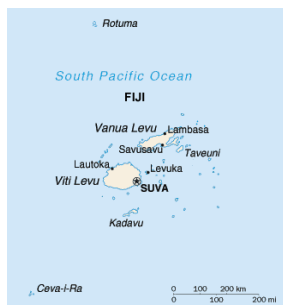 Rotuma
South Pacific Ocean
FIJI
Vanua Levu
Lambasa
Savusavu
Taveuni
Lautoka
Levuka
Viti Levu
SUVA
Kadavu
Ceva-i-Ra
0 100 200 km
0 100 200 mi